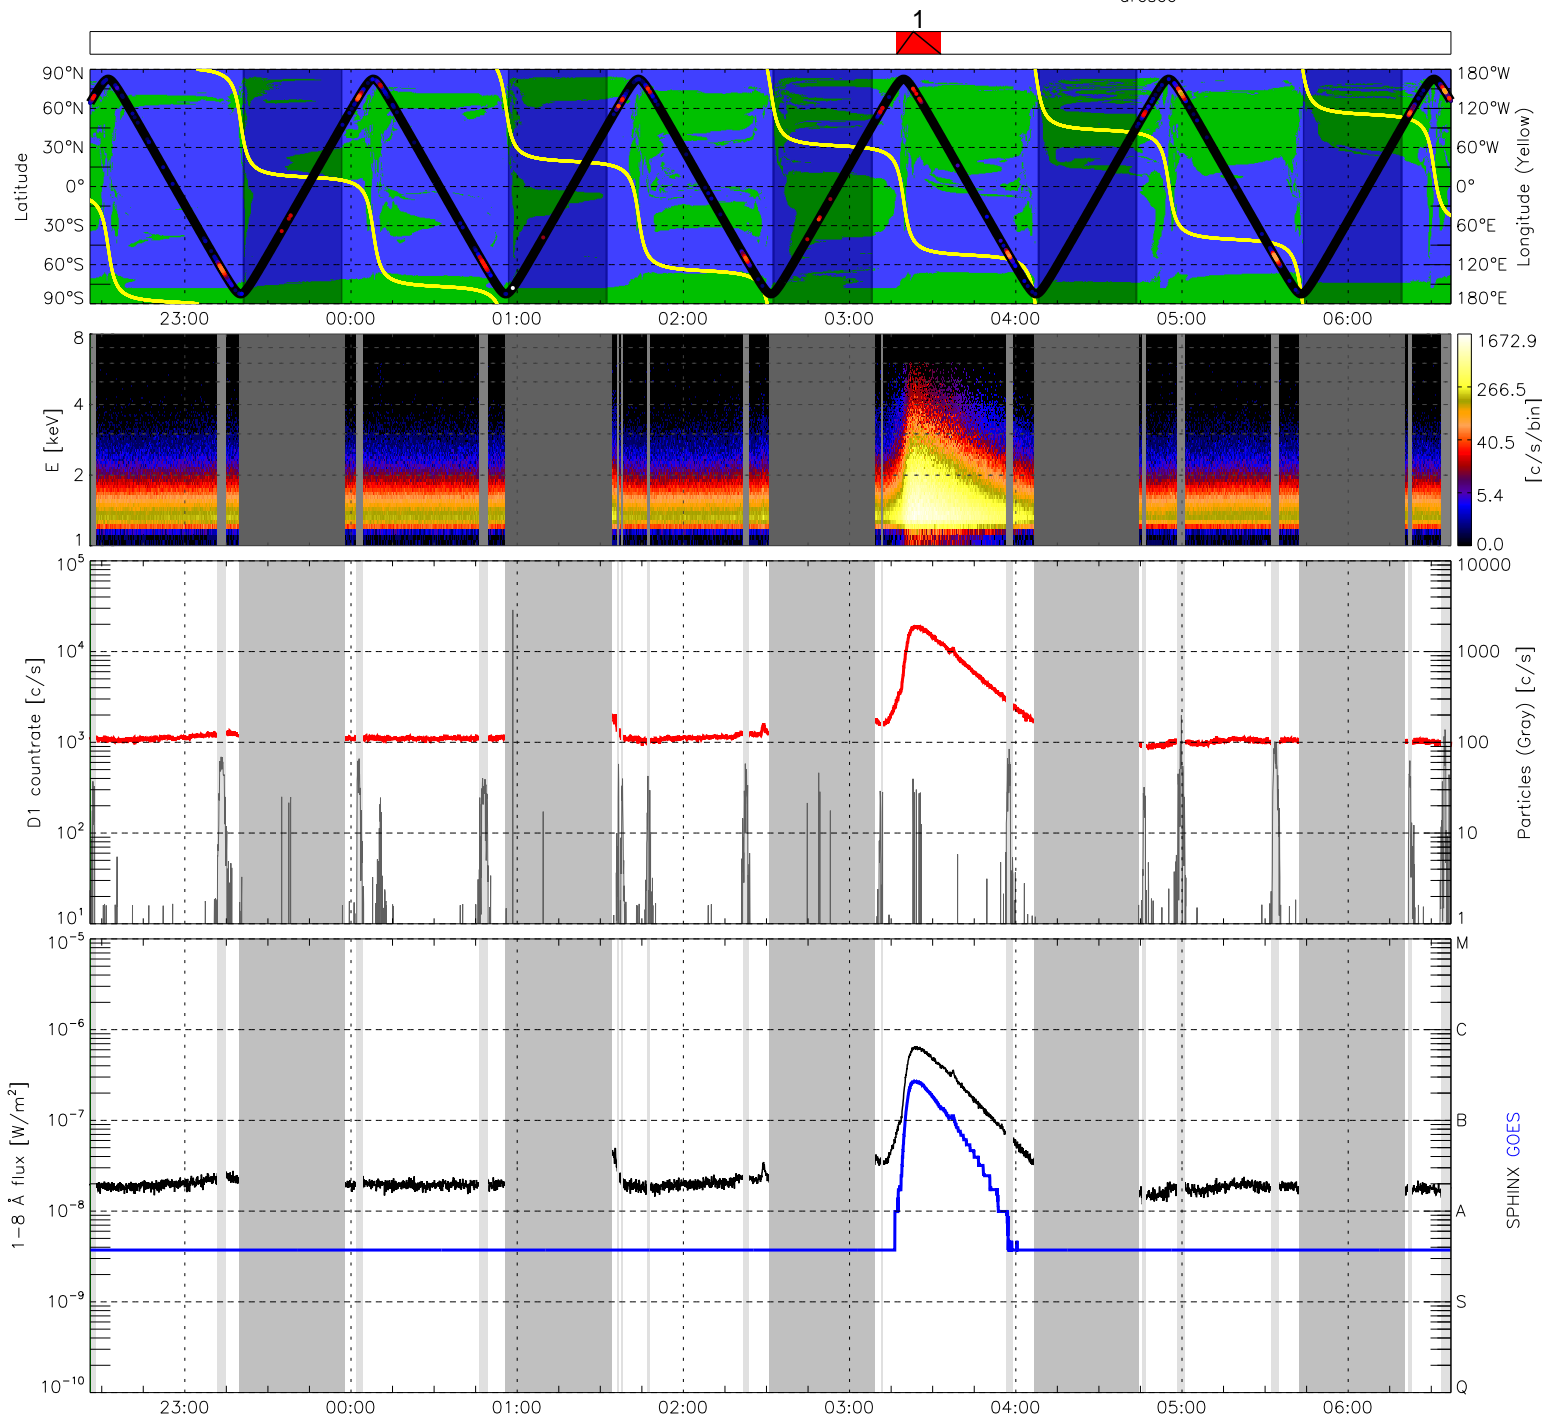 1
90°N
60°N
30°N
0°
30°S
60°S
90°S
Latitude
180°W
120°W
60°W
0°
60°E
120°E
180°E
Longitude (Yellow)
23:00 00:00 01:00 02:00 03:00 04:00 05:00 06:00
8
4
2
1
E [keV]
1672.9
266.5
40.5
5.4
0.0
[c/s/bin]
10⁵
10⁴
10³
10²
10¹
D1 countrate [c/s]
10000
1000
100
10
1
Particles (Gray) [c/s]
10⁻⁵
10⁻⁶
10⁻⁷
10⁻⁸
10⁻⁹
10⁻¹⁰
1−8 Å flux [W/m²]
M
C
B
A
S
Q
SPHINX GOES
23:00 00:00 01:00 02:00 03:00 04:00 05:00 06:00